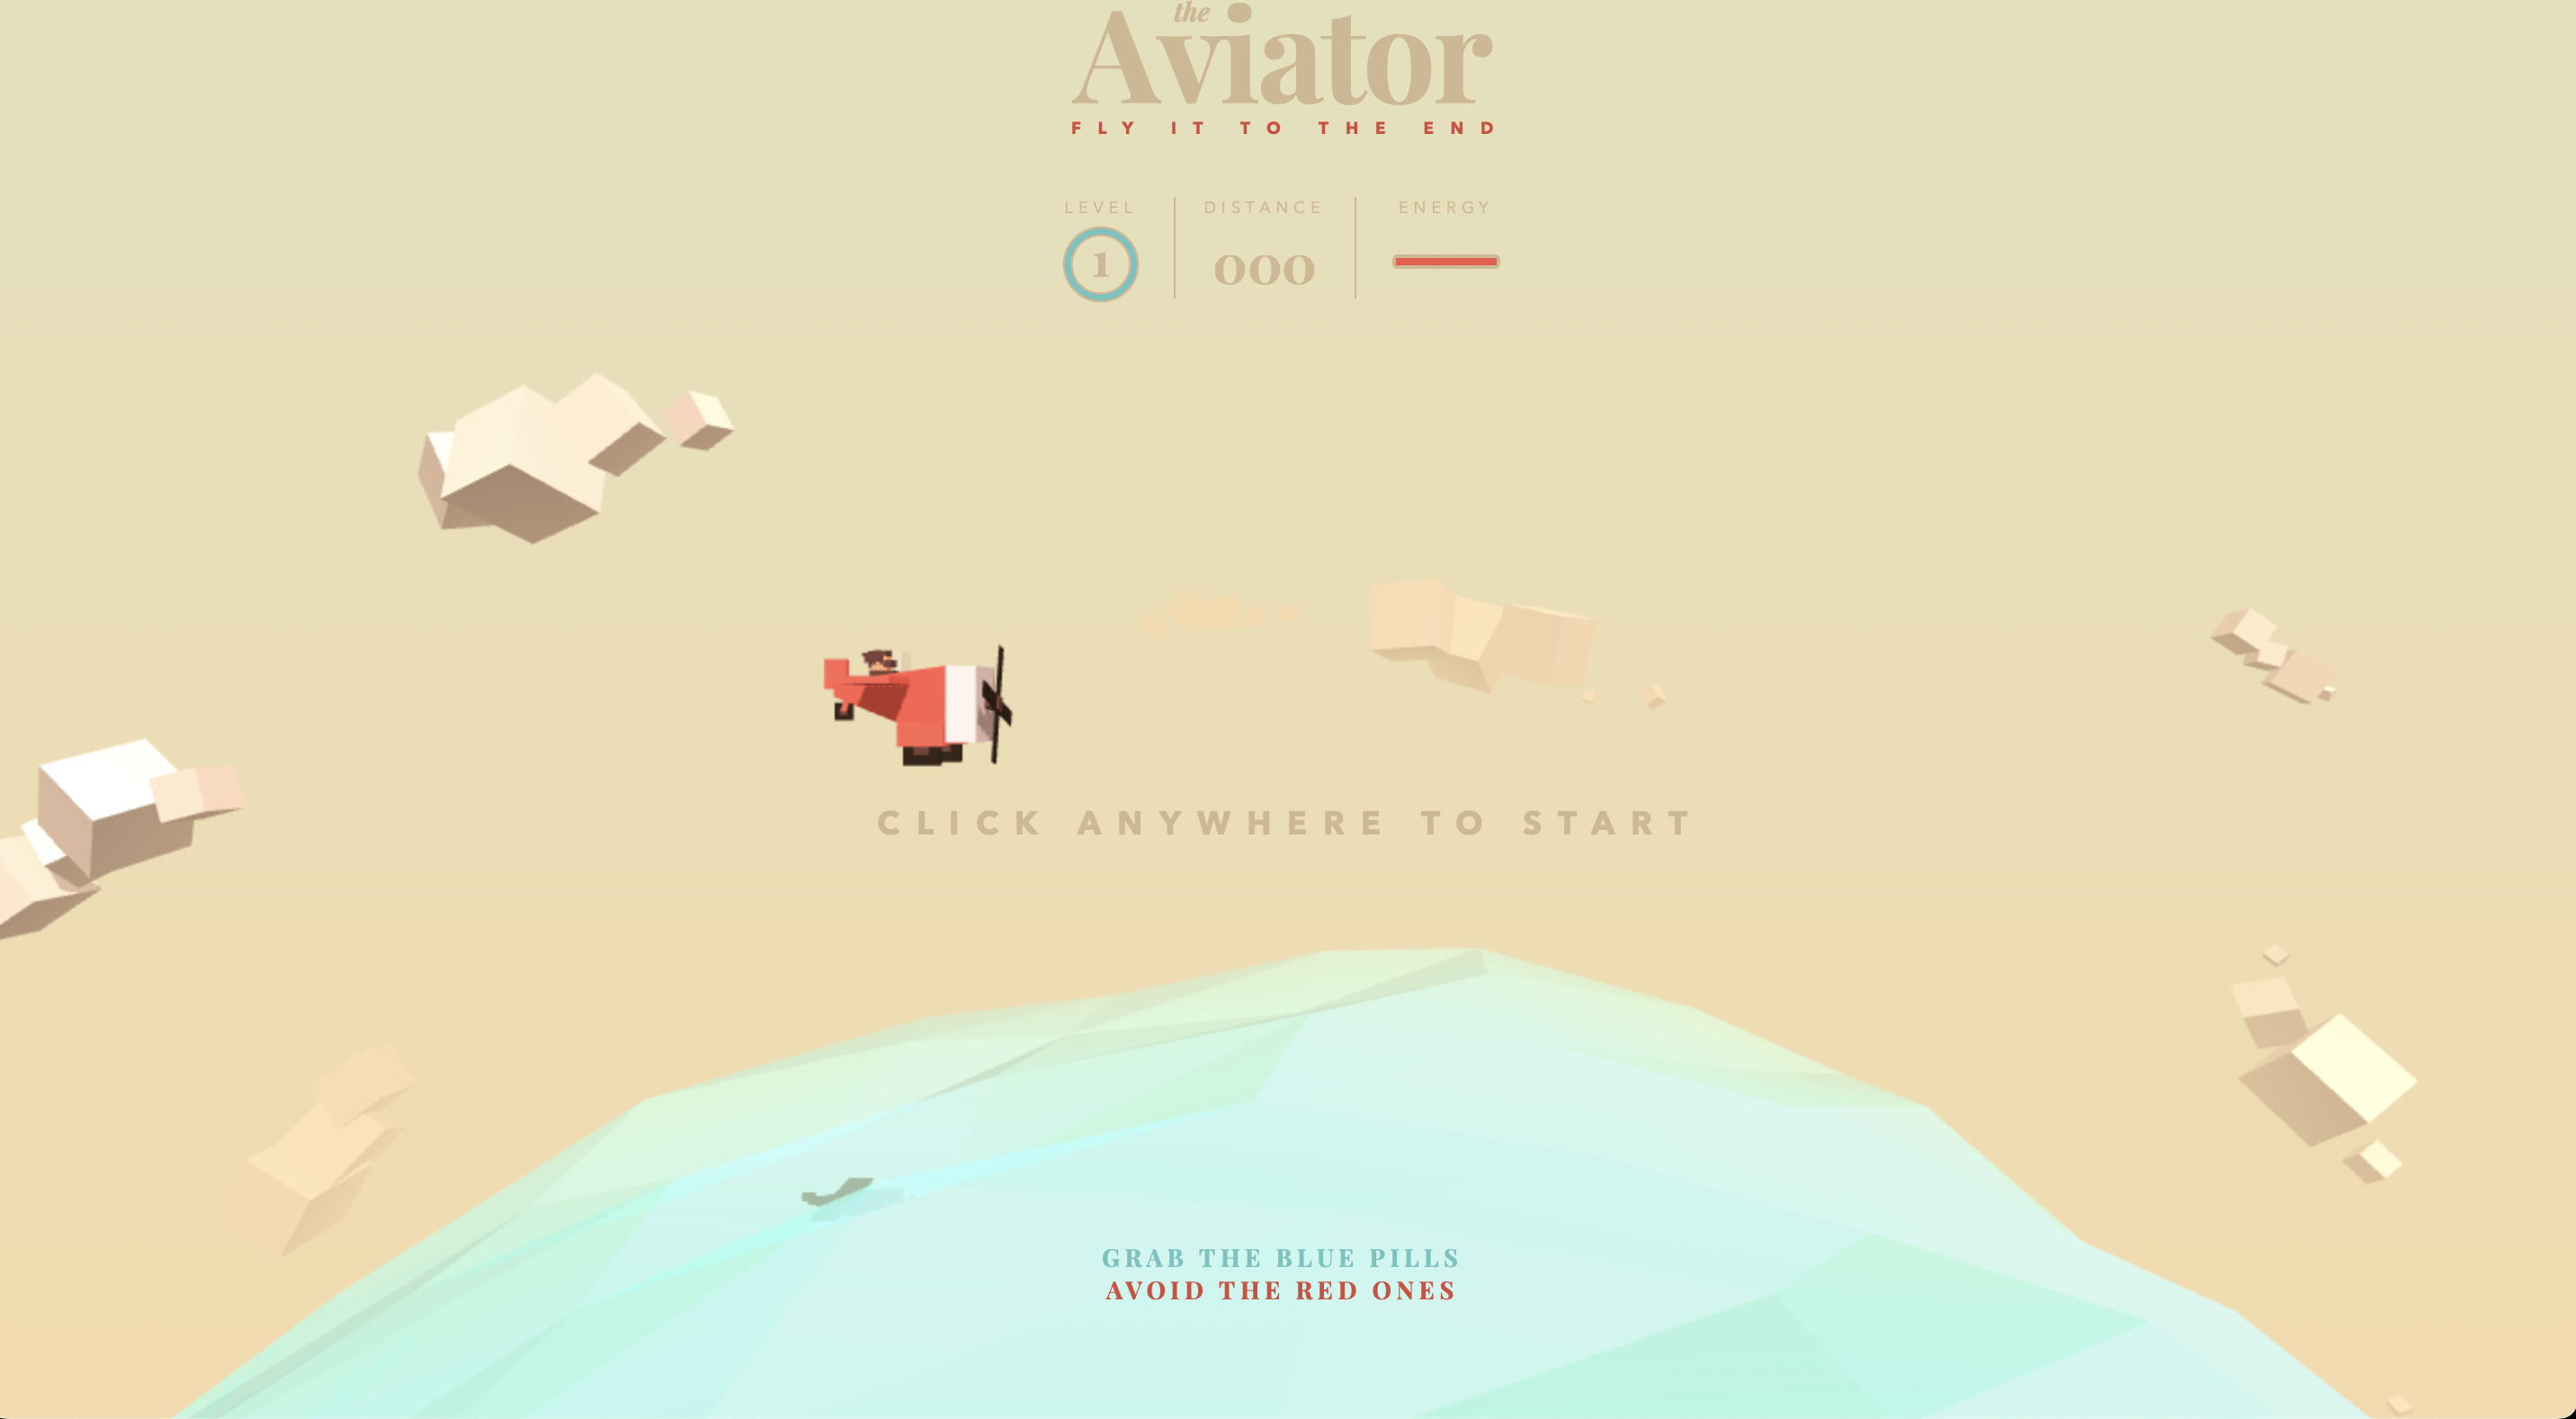 the
Aviator
FLY IT TO THE END
LEVEL DISTANCE ENERGY
1 000
CLICK ANYWHERE TO START
GRAB THE BLUE PILLS
AVOID THE RED ONES